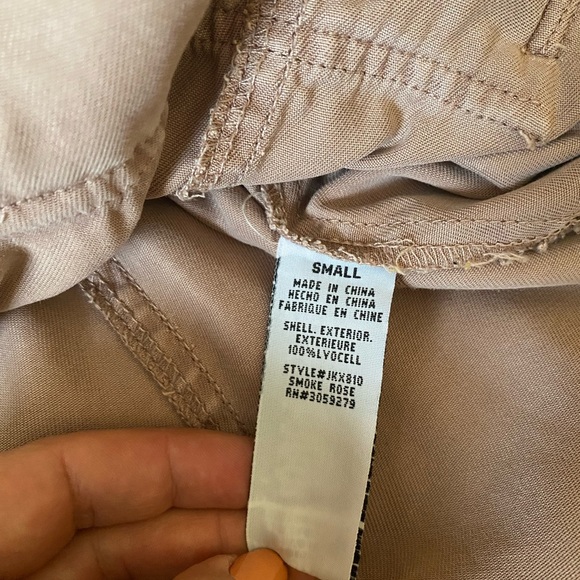 SMALL
MADE IN CHINA
HECHO EN CHINA
FABRIQUE EN CHINE
SHELL. EXTERIOR.
EXTERIEURE
100%LYOCELL
STYLE#JKX810
SMOKE ROSE
RN#3059279